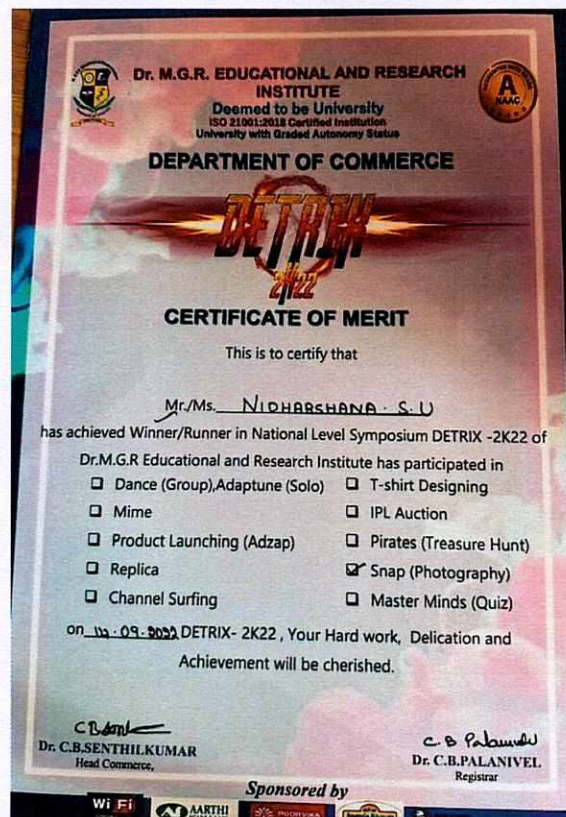 Dr. M.G.R. EDUCATIONAL AND RESEARCH
INSTITUTE
Deemed to be University
ISO 21001:2018 Certified Institution
University with Graded Autonomy Status
A
NAAC
DEPARTMENT OF COMMERCE
DETRIX
2K22
CERTIFICATE OF MERIT
This is to certify that
Mr./Ms. NIDHARSHANA. S. U
has achieved Winner/Runner in National Level Symposium DETRIX -2K22 of
Dr.M.G.R Educational and Research Institute has participated in
Dance (Group),Adaptune (Solo)
T-shirt Designing
Mime
IPL Auction
Product Launching (Adzap)
Pirates (Treasure Hunt)
Replica
Snap (Photography)
Channel Surfing
Master Minds (Quiz)
on 14.09.2022 DETRIX- 2K22 , Your Hard work, Delication and
Achievement will be cherished.
Dr. C.B.SENTHILKUMAR
Head Commerce,
C. B Palanivel
Dr. C.B.PALANIVEL
Registrar
Sponsored by
Wi Fi
AARTHI
POORVIKA